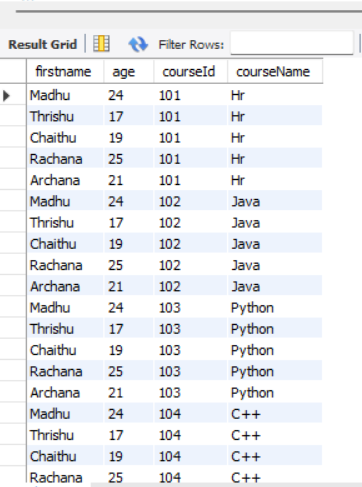 Result Grid Filter Rows:
firstname age courseId courseName
Madhu 24 101 Hr
Thrishu 17 101 Hr
Chaithu 19 101 Hr
Rachana 25 101 Hr
Archana 21 101 Hr
Madhu 24 102 Java
Thrishu 17 102 Java
Chaithu 19 102 Java
Rachana 25 102 Java
Archana 21 102 Java
Madhu 24 103 Python
Thrishu 17 103 Python
Chaithu 19 103 Python
Rachana 25 103 Python
Archana 21 103 Python
Madhu 24 104 C++
Thrishu 17 104 C++
Chaithu 19 104 C++
Rachana 25 104 C++